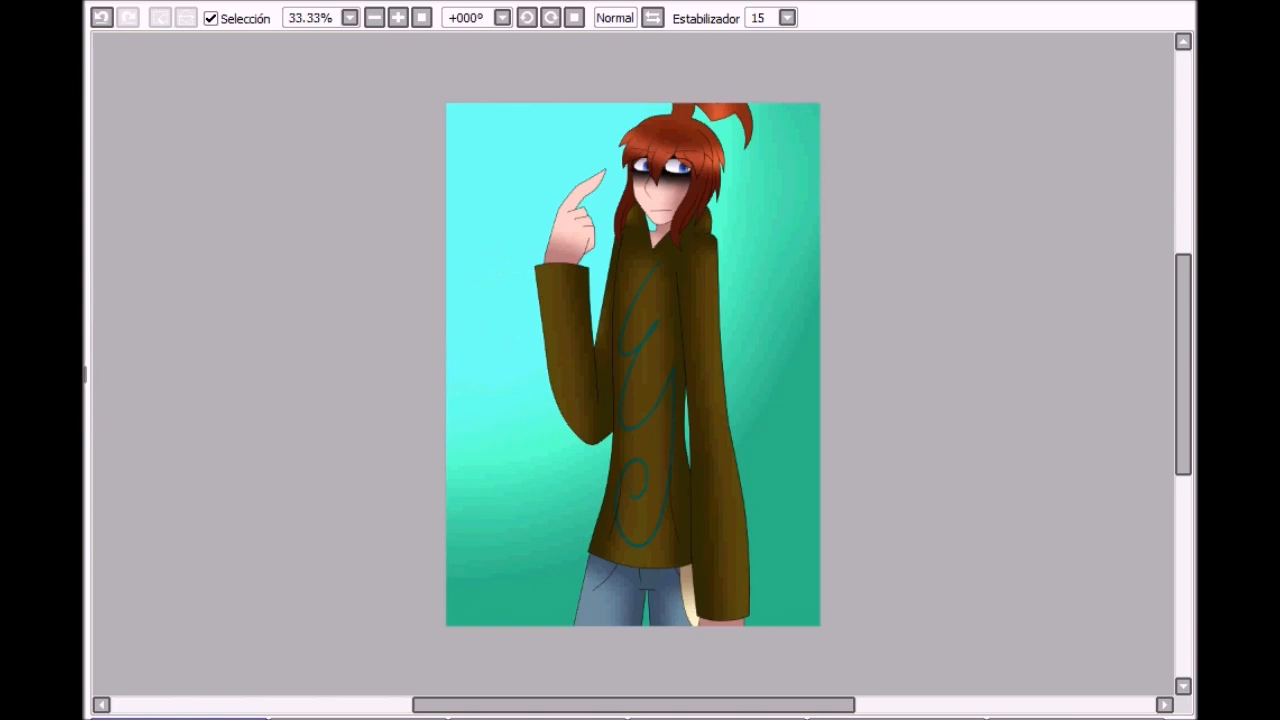 Selección 33.33% +000º Normal Estabilizador 15